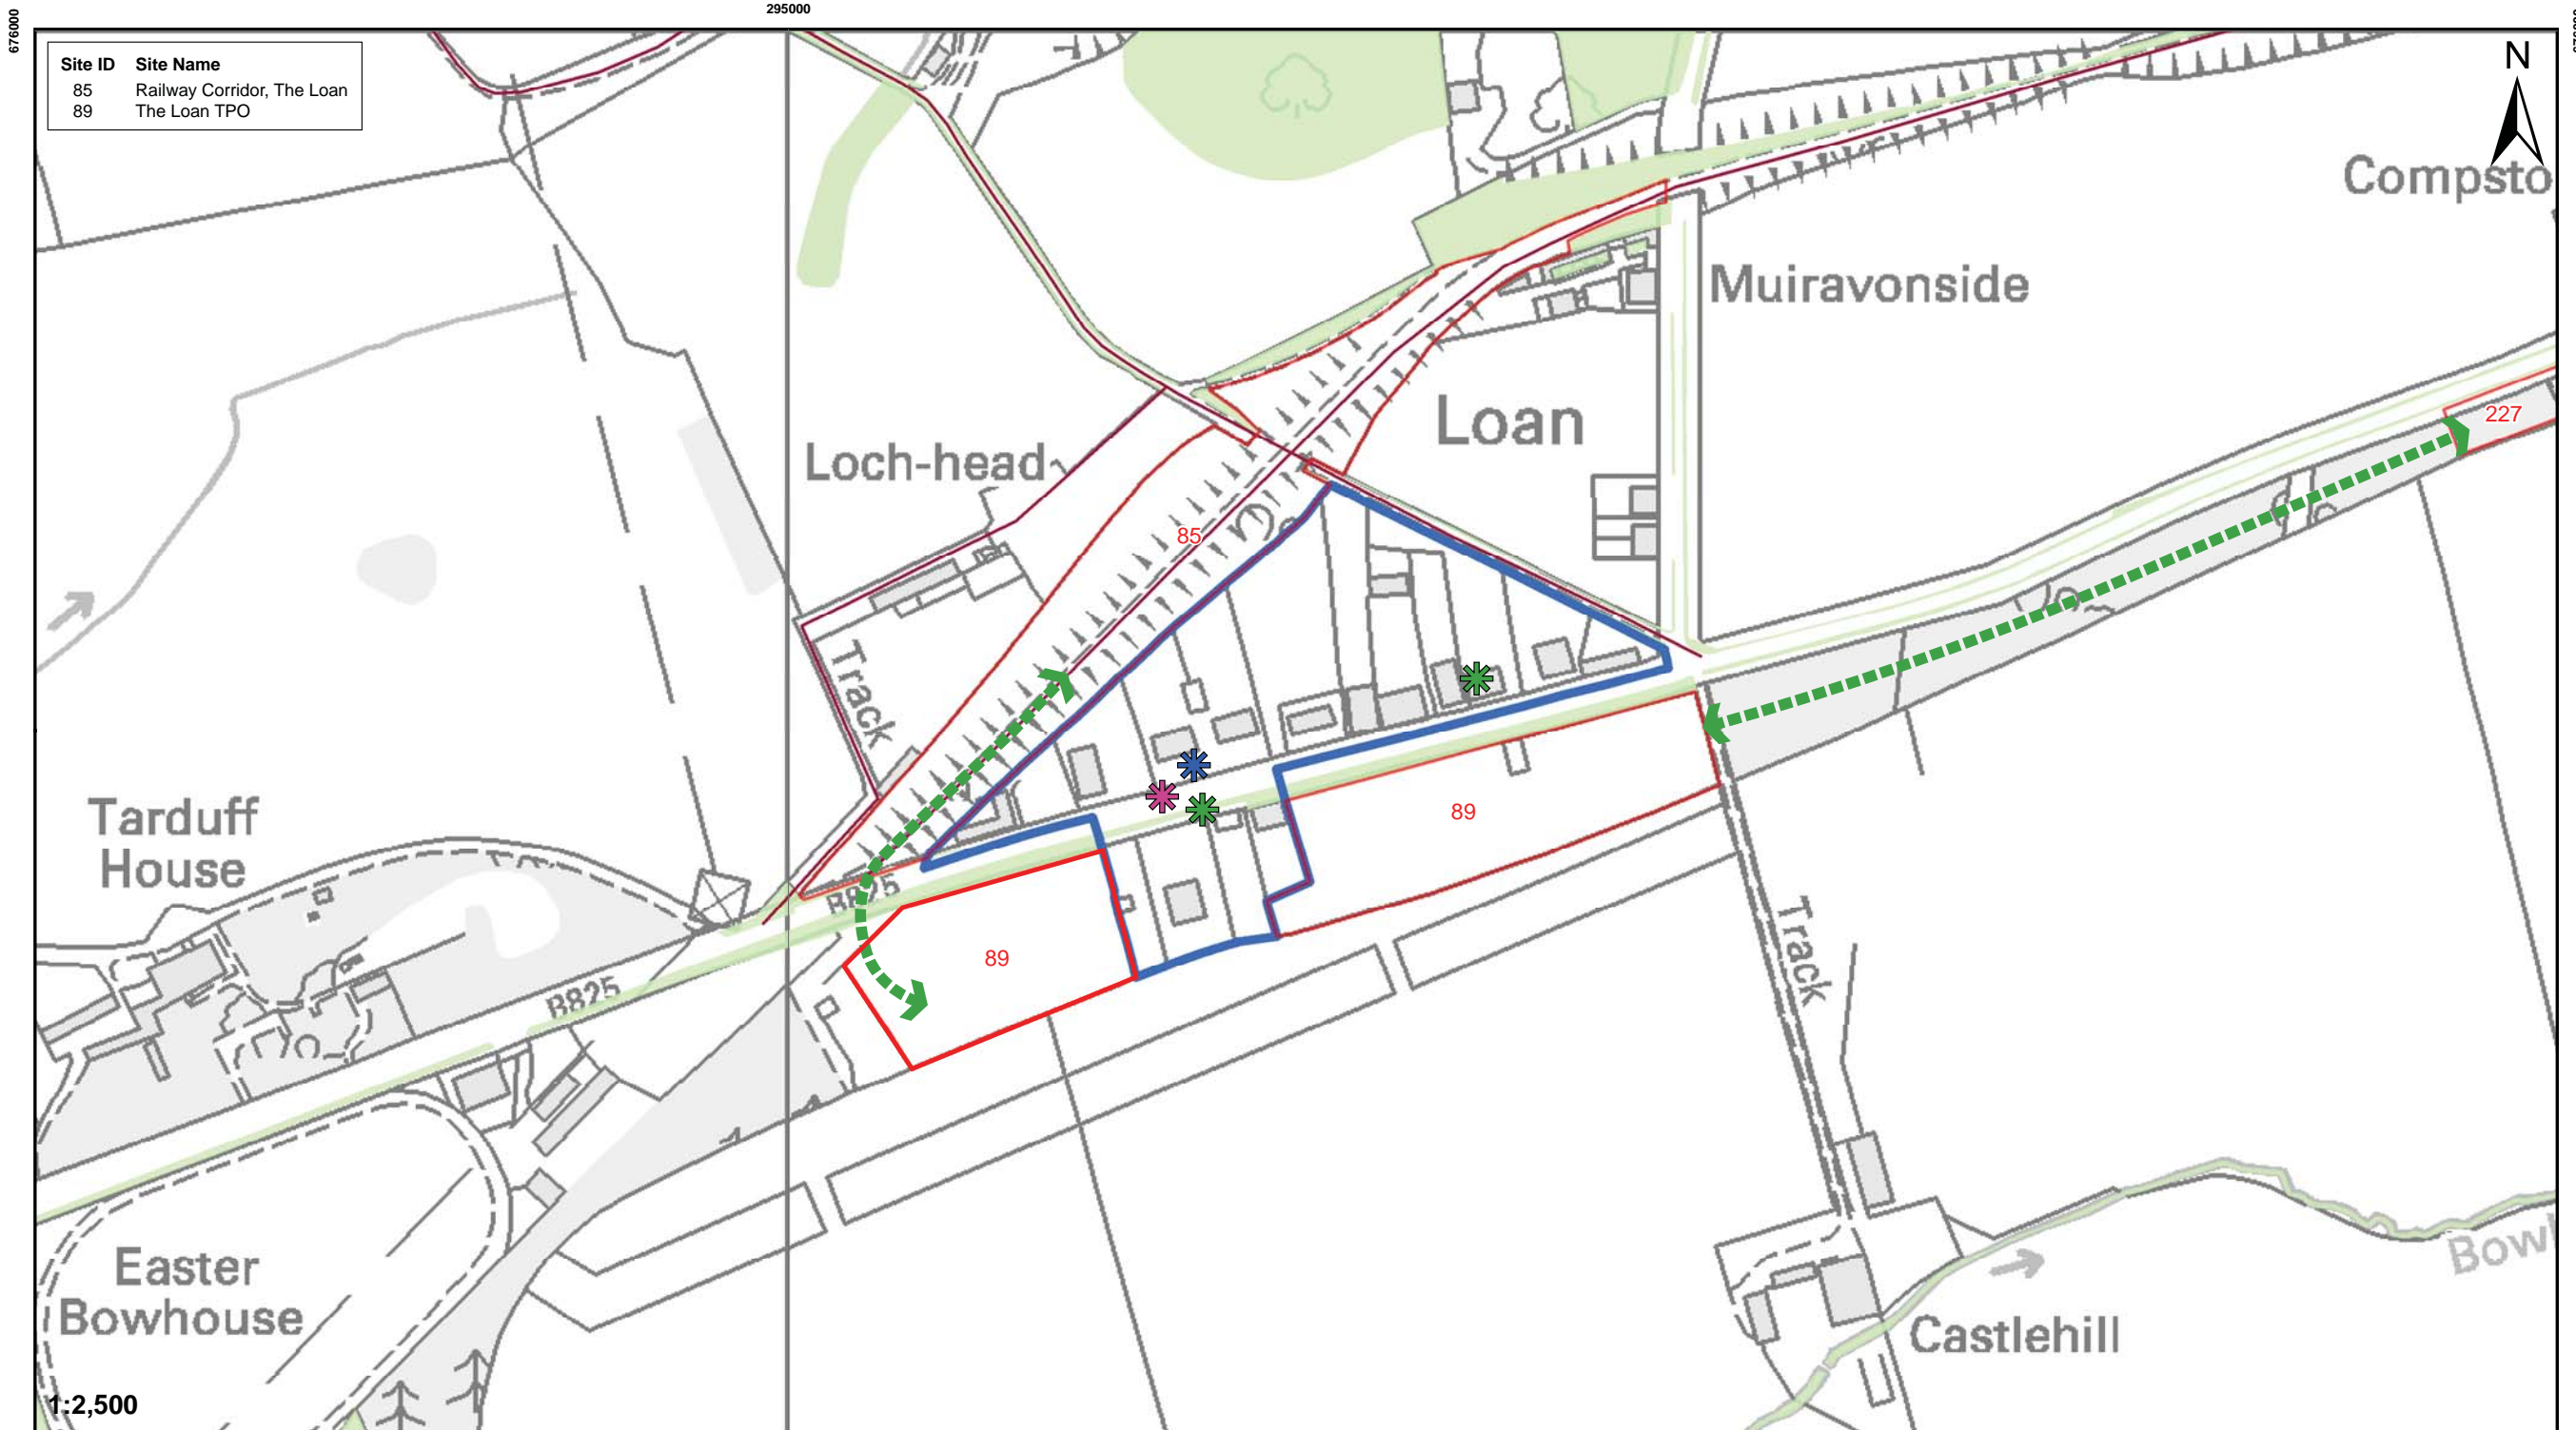 295000
676000
Site ID Site Name
85 Railway Corridor, The Loan
89 The Loan TPO
N
Compsto
Muiravonside
Loan
227
Loch-head
85
Track
89
Tarduff
House
B825
89
B825
Track
Easter
Bowhouse
Castlehill
Bowl
1:2,500